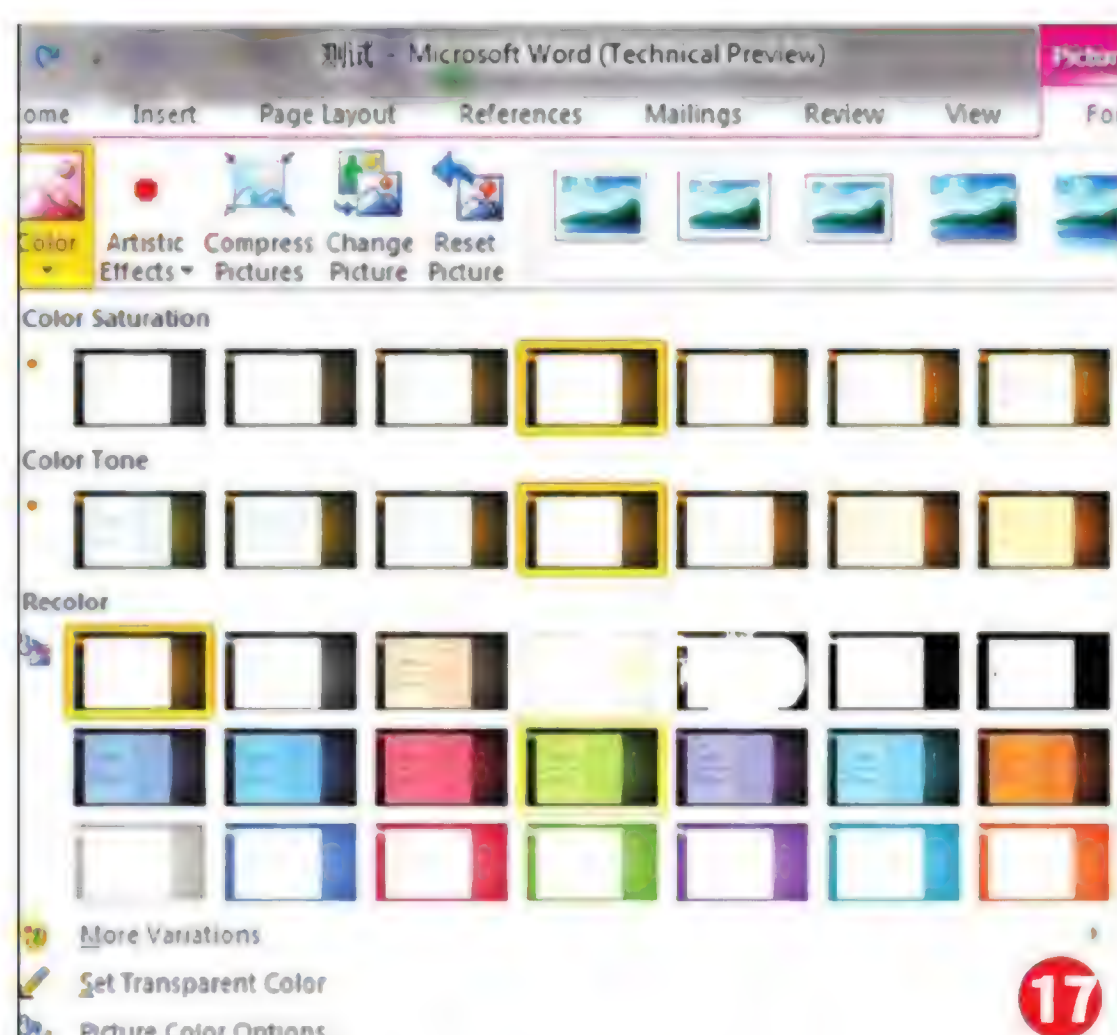 测试 - Microsoft Word (Technical Preview)
ome Insert Page Layout References Mailings Review View Fo
Color Artistic Effects Compress Pictures Change Picture Reset Picture
Color Saturation
Color Tone
Recolor
More Variations
Set Transparent Color
Picture Color Options
17